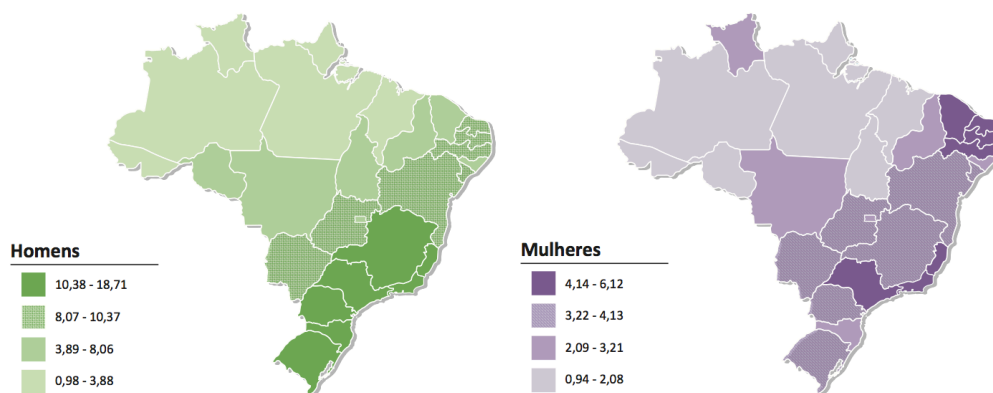 Homens
10,38 - 18,71
8,07 - 10,37
3,89 - 8,06
0,98 - 3,88
Mulheres
4,14 - 6,12
3,22 - 4,13
2,09 - 3,21
0,94 - 2,08